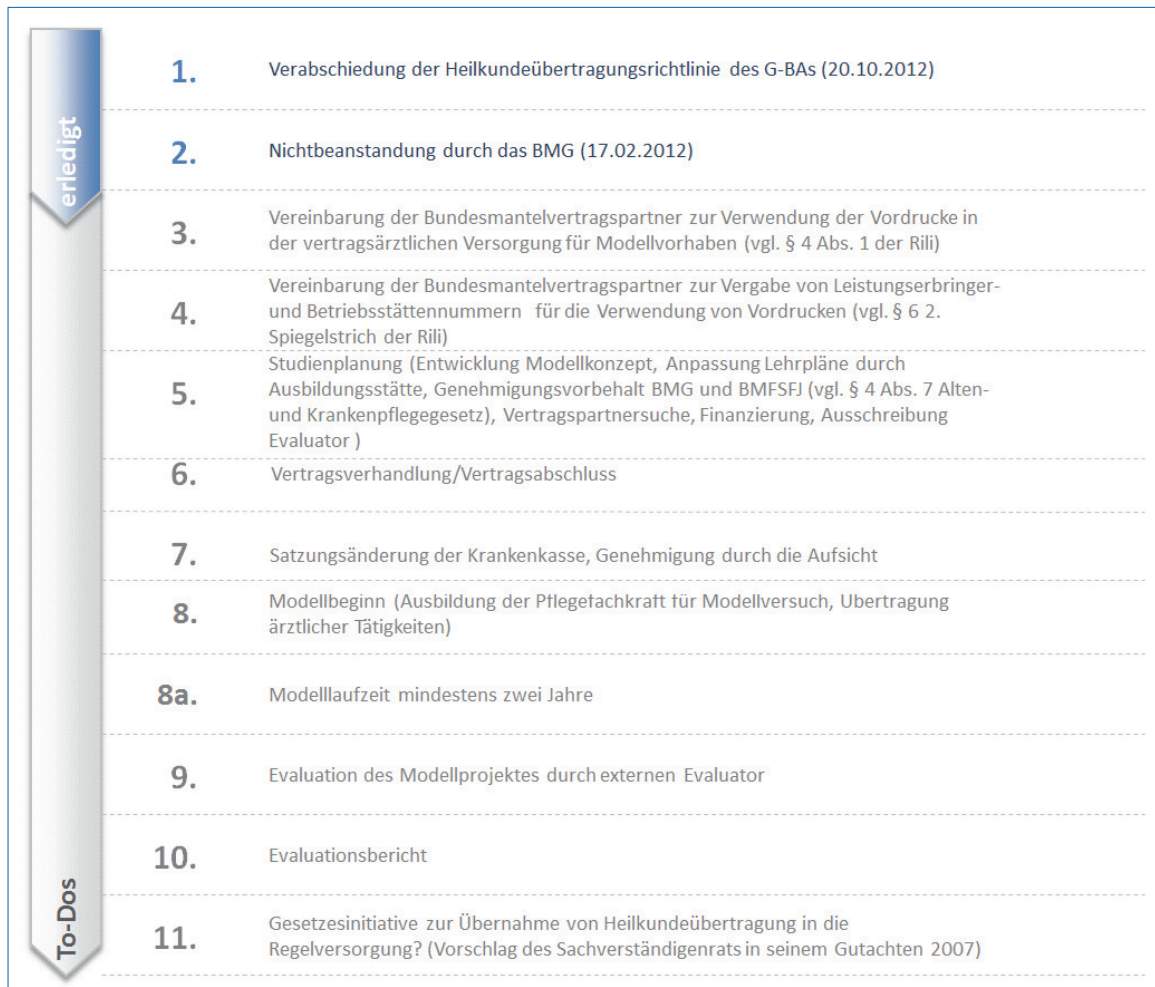 erledigt
1. Verabschiedung der Heilkundeübertragungsrichtlinie des G-BAs (20.10.2012)
2. Nichtbeanstandung durch das BMG (17.02.2012)
3. Vereinbarung der Bundesmantelvertragspartner zur Verwendung der Vordrucke in
der vertragsärztlichen Versorgung für Modellvorhaben (vgl. § 4 Abs. 1 der Rili)
4. Vereinbarung der Bundesmantelvertragspartner zur Vergabe von Leistungserbringer-
und Betriebsstättennummern für die Verwendung von Vordrucken (vgl. § 6 2.
Spiegelstrich der Rili)
5. Studienplanung (Entwicklung Modellkonzept, Anpassung Lehrpläne durch
Ausbildungsstätte, Genehmigungsvorbehalt BMG und BMFSFJ (vgl. § 4 Abs. 7 Alten-
und Krankenpflegegesetz), Vertragspartnersuche, Finanzierung, Ausschreibung
Evaluator )
6. Vertragsverhandlung/Vertragsabschluss
7. Satzungsänderung der Krankenkasse, Genehmigung durch die Aufsicht
8. Modellbeginn (Ausbildung der Pflegefachkraft für Modellversuch, Übertragung
ärztlicher Tätigkeiten)
8a. Modelllaufzeit mindestens zwei Jahre
9. Evaluation des Modellprojektes durch externen Evaluator
10. Evaluationsbericht
11. Gesetzesinitiative zur Übernahme von Heilkundeübertragung in die
Regelversorgung? (Vorschlag des Sachverständigenrats in seinem Gutachten 2007)
To-Dos